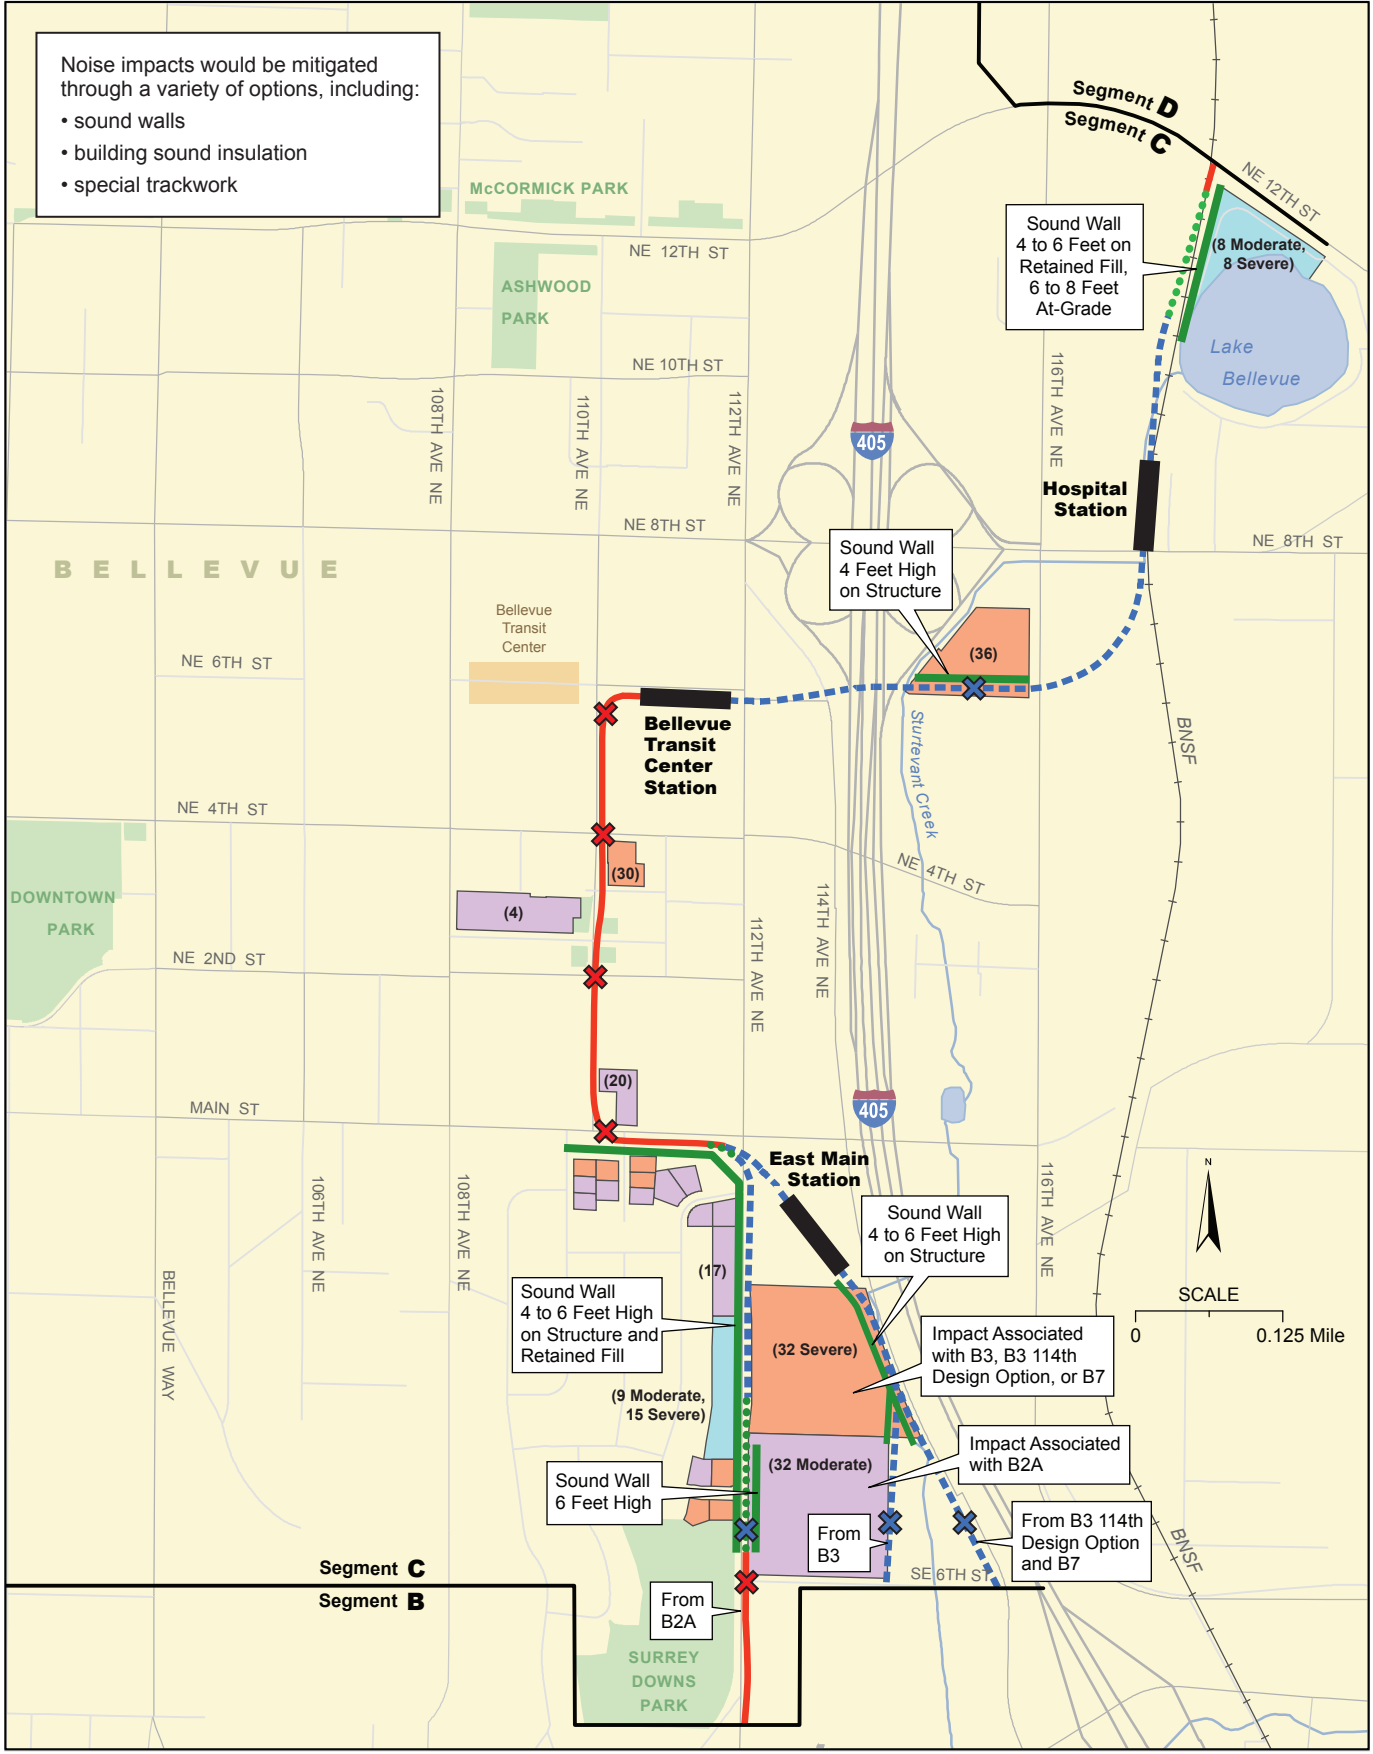 Noise impacts would be mitigated
through a variety of options, including:
• sound walls
• building sound insulation
• special trackwork
Segment D
Segment C
NE 12TH ST
McCORMICK PARK
NE 12TH ST
Sound Wall
4 to 6 Feet on
Retained Fill,
6 to 8 Feet
At-Grade
(8 Moderate,
8 Severe)
ASHWOOD
PARK
Lake
Bellevue
NE 10TH ST
108TH AVE NE
110TH AVE NE
112TH AVE NE
116TH AVE NE
405
Hospital
Station
NE 8TH ST
NE 8TH ST
Sound Wall
4 Feet High
on Structure
BELLEVUE
Bellevue
Transit
Center
NE 6TH ST
(36)
Bellevue
Transit
Center
Station
Sturtevant Creek
BNSF
NE 4TH ST
NE 4TH ST
(30)
(4)
DOWNTOWN
PARK
114TH AVE NE
112TH AVE NE
NE 2ND ST
(20)
MAIN ST
405
East Main
Station
N
106TH AVE NE
108TH AVE NE
116TH AVE NE
Sound Wall
4 to 6 Feet High
on Structure
(17)
BELLEVUE WAY
Sound Wall
4 to 6 Feet High
on Structure and
Retained Fill
SCALE
0 0.125 Mile
(32 Severe)
Impact Associated
with B3, B3 114th
Design Option, or B7
(9 Moderate,
15 Severe)
(32 Moderate)
Impact Associated
with B2A
Sound Wall
6 Feet High
From
B3
From B3 114th
Design Option
and B7
BNSF
SE 6TH ST
Segment C
Segment B
From
B2A
SURREY
DOWNS
PARK